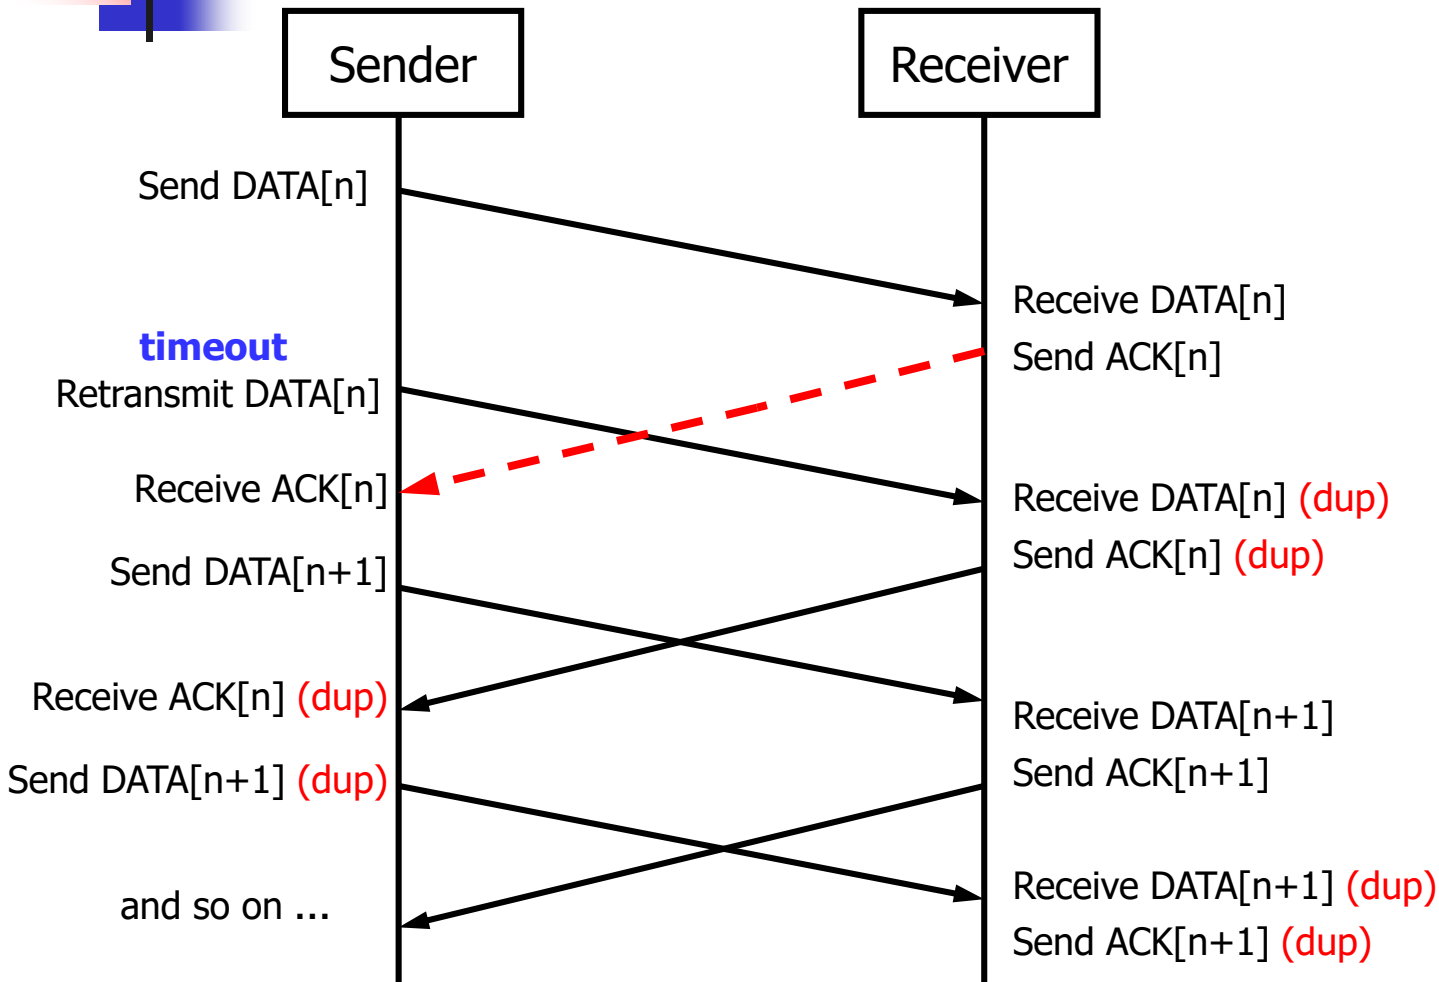 Sender
Receiver
Send DATA[n]
Receive DATA[n]
timeout
Send ACK[n]
Retransmit DATA[n]
Receive ACK[n]
Receive DATA[n] (dup)
Send ACK[n] (dup)
Send DATA[n+1]
Receive ACK[n] (dup)
Receive DATA[n+1]
Send DATA[n+1] (dup)
Send ACK[n+1]
Receive DATA[n+1] (dup)
and so on ...
Send ACK[n+1] (dup)